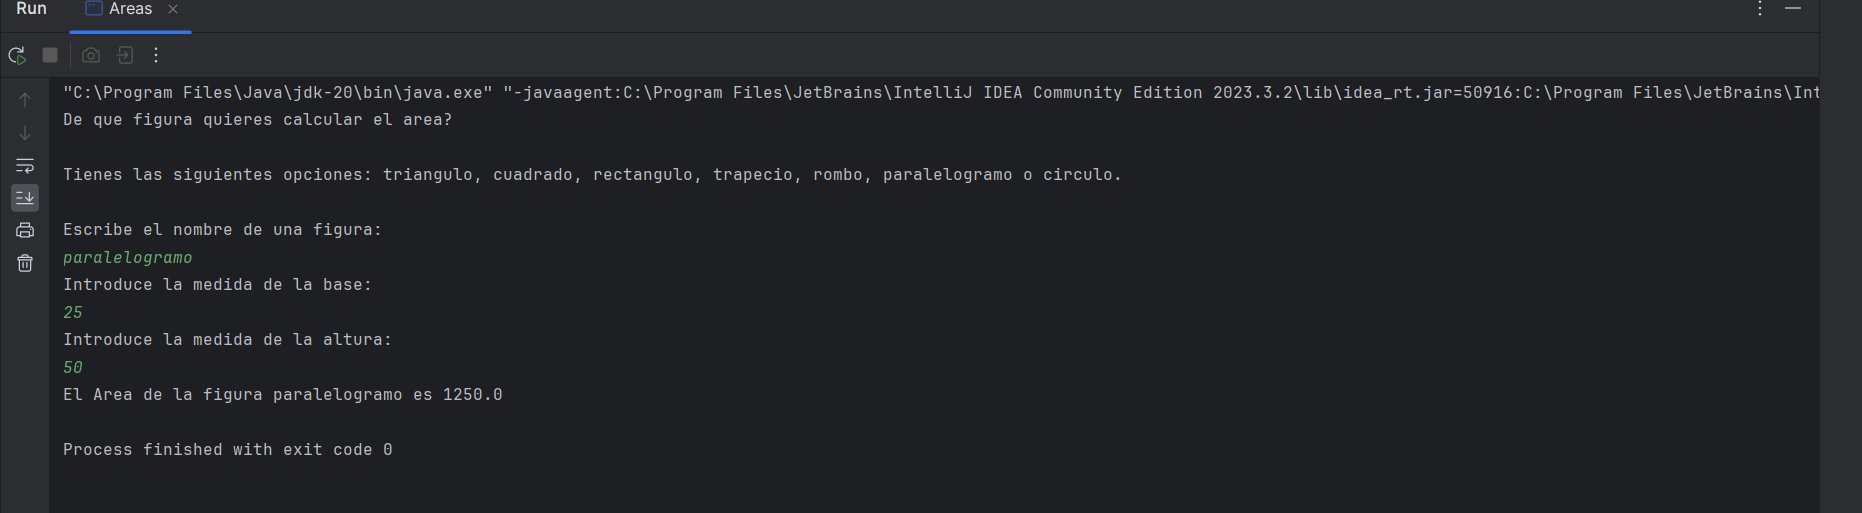 Run Areas
"C:\Program Files\Java\jdk-20\bin\java.exe" "-javaagent:C:\Program Files\JetBrains\IntelliJ IDEA Community Edition 2023.3.2\lib\idea_rt.jar=50916:C:\Program Files\JetBrains\Int
De que figura quieres calcular el area?
Tienes las siguientes opciones: triangulo, cuadrado, rectangulo, trapecio, rombo, paralelogramo o circulo.
Escribe el nombre de una figura:
paralelogramo
Introduce la medida de la base:
25
Introduce la medida de la altura:
50
El Area de la figura paralelogramo es 1250.0
Process finished with exit code 0